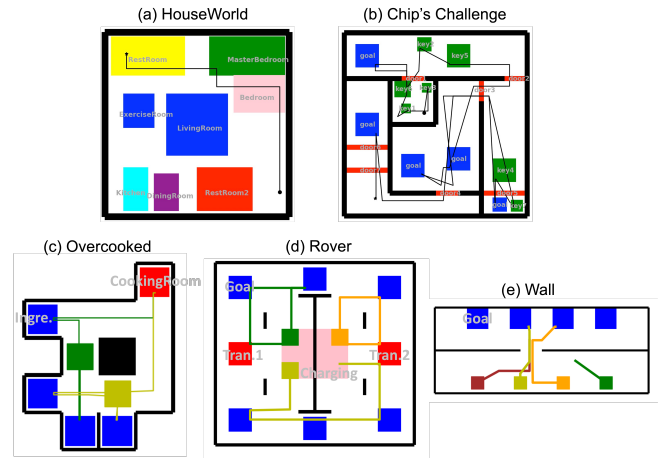 (a) HouseWorld
(b) Chip's Challenge
RestRoom
MasterBedroom
Bedroom
ExerciseRoom
LivingRoom
DiningRoom
RestRoom2
goal
key5
door2
door3
goal
goal
goal
key4
goal
(c) Overcooked
(d) Rover
(e) Wall
CookingRoom
Ingre.
Goal
Tran.1
Tran.2
Charging
Goal